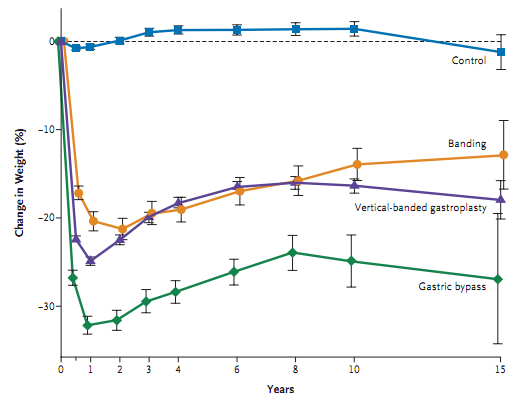 0
Control
Change in Weight (%)
−10
Banding
−20
Vertical-banded gastroplasty
Gastric bypass
−30
0 1 2 3 4 6 8 10 15
Years